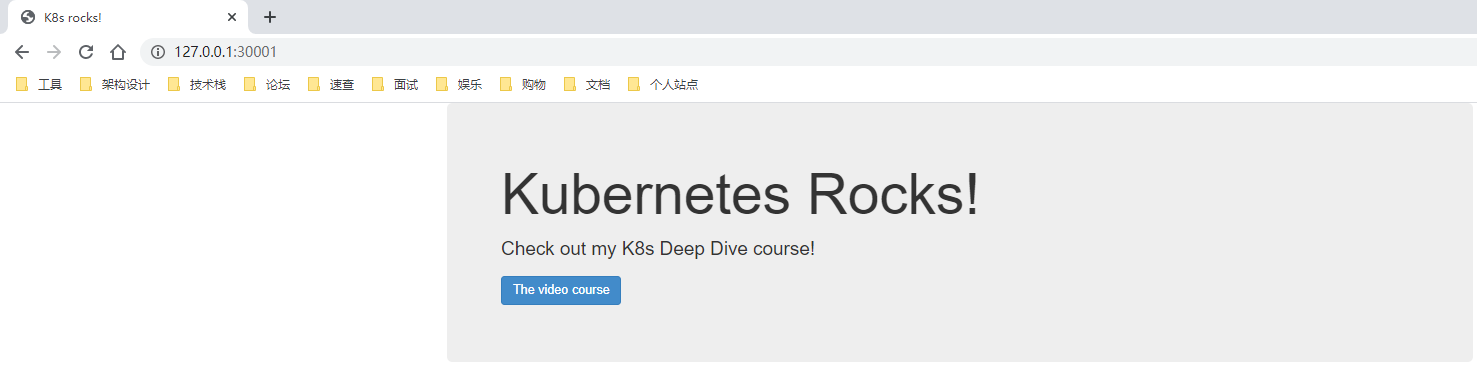 K8s rocks!
127.0.0.1:30001
工具 架构设计 技术栈 论坛 速查 面试 娱乐 购物 文档 个人站点
Kubernetes Rocks!
Check out my K8s Deep Dive course!
The video course